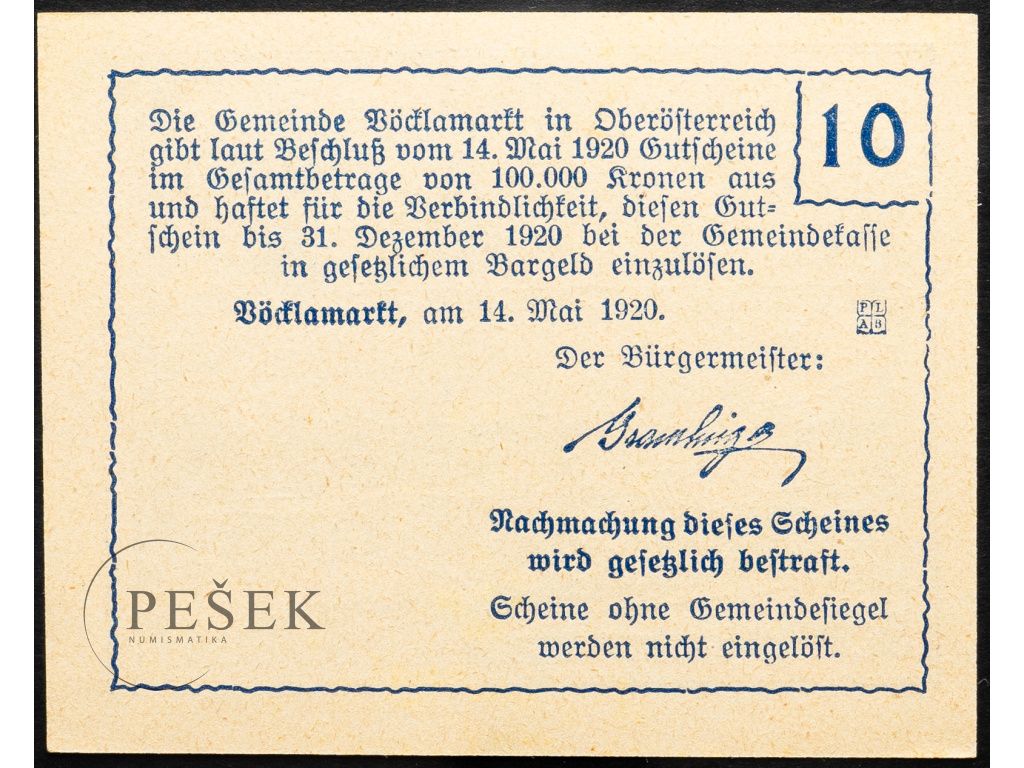 10
Die Gemeinde Vöcklamarkt in Oberösterreich
gibt laut Beschluß vom 14. Mai 1920 Gutscheine
im Gesamtbetrage von 100.000 Kronen aus
und haftet für die Verbindlichkeit, diesen Gut=
schein bis 31. Dezember 1920 bei der Gemeindekasse
in gesetzlichem Bargeld einzulösen.
Vöcklamarkt, am 14. Mai 1920.
P L
A B
Der Bürgermeister:
Nachmachung dieses Scheines
wird gesetzlich bestraft.
Scheine ohne Gemeindesiegel
werden nicht eingelöst.
PEŠEK
NUMISMATIKA